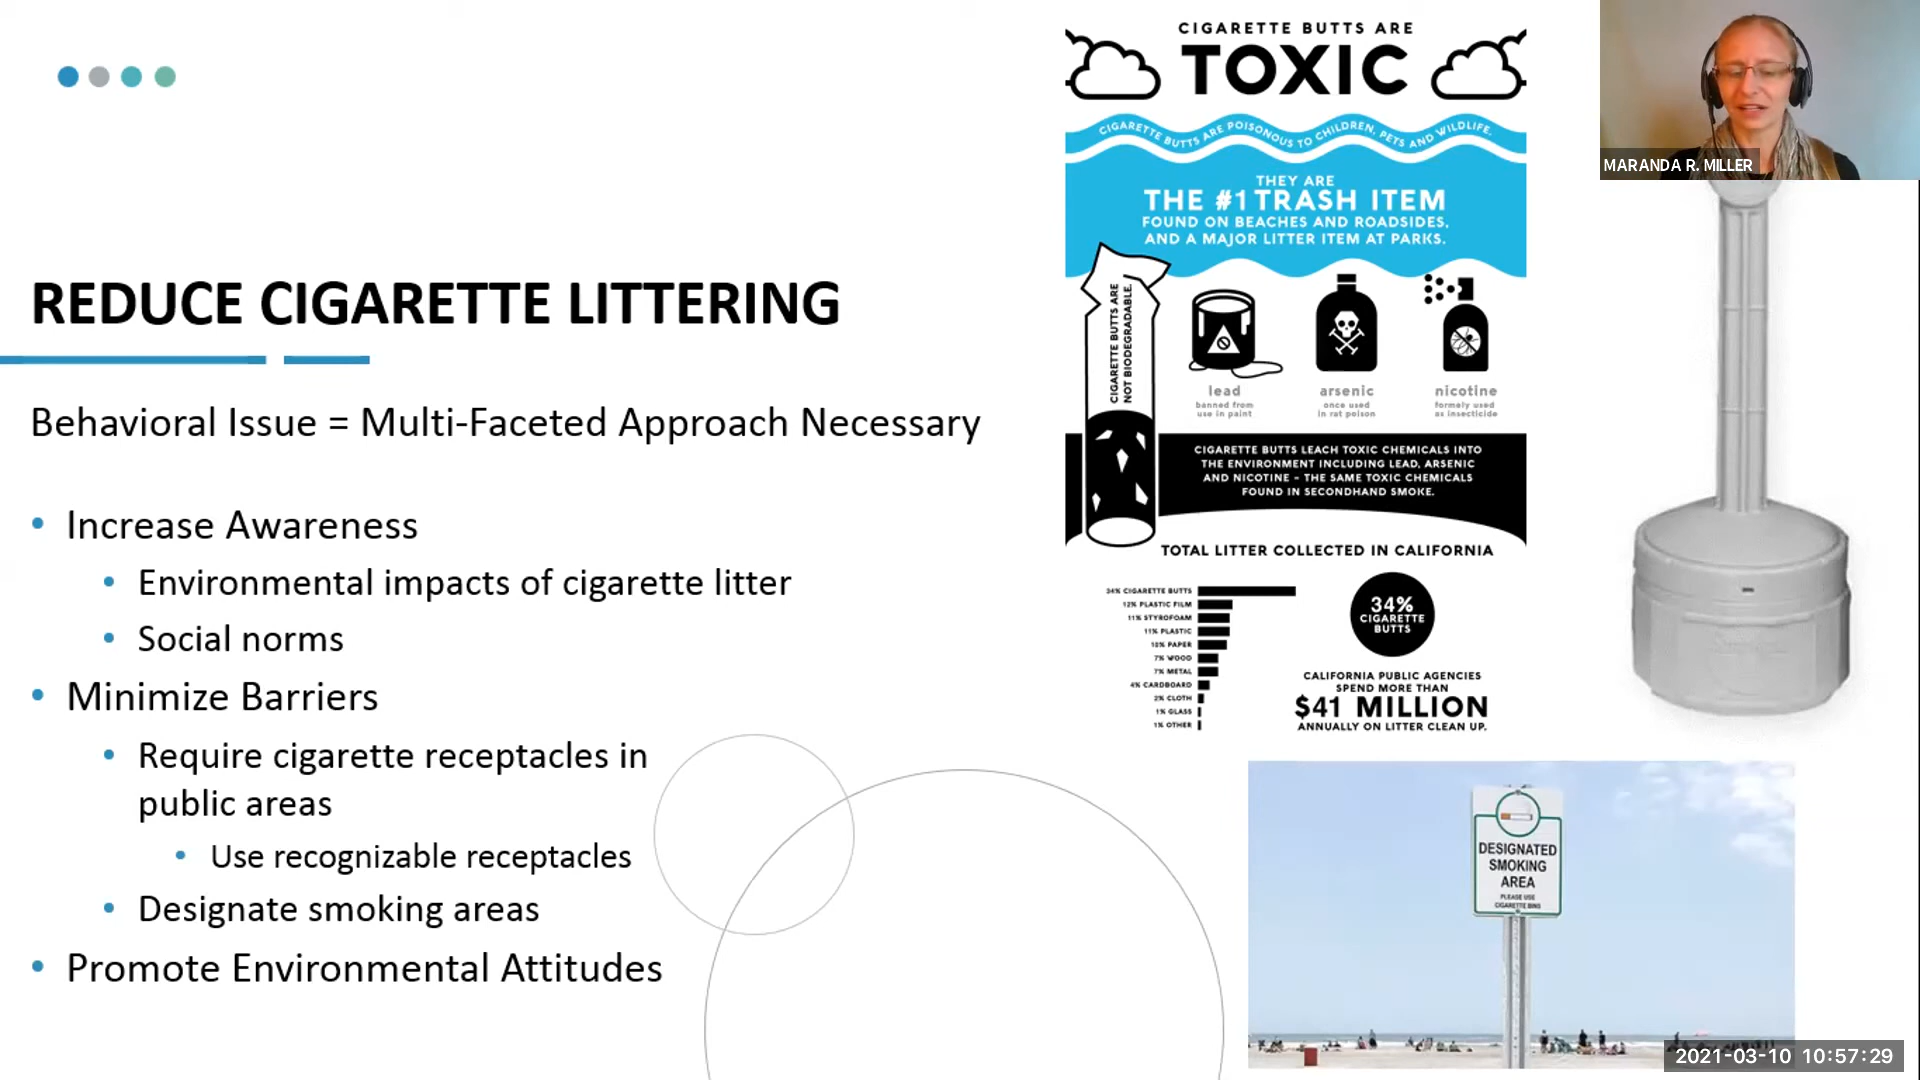 REDUCE CIGARETTE LITTERING
Behavioral Issue = Multi-Faceted Approach Necessary
• Increase Awareness
• Environmental impacts of cigarette litter
• Social norms
• Minimize Barriers
• Require cigarette receptacles in
public areas
• Use recognizable receptacles
• Designate smoking areas
• Promote Environmental Attitudes
CIGARETTE BUTTS ARE
TOXIC
CIGARETTE BUTTS ARE POISONOUS TO CHILDREN, PETS AND WILDLIFE.
THEY ARE
THE #1 TRASH ITEM
FOUND ON BEACHES AND ROADSIDES,
AND A MAJOR LITTER ITEM AT PARKS.
CIGARETTE BUTTS ARE
NOT BIODEGRADABLE.
lead
banned from
use in paint
arsenic
once used
in rat poison
nicotine
formely used
as insecticide
CIGARETTE BUTTS LEACH TOXIC CHEMICALS INTO
THE ENVIRONMENT INCLUDING LEAD, ARSENIC
AND NICOTINE – THE SAME TOXIC CHEMICALS
FOUND IN SECONDHAND SMOKE.
TOTAL LITTER COLLECTED IN CALIFORNIA
34% CIGARETTE BUTTS
12% PLASTIC FILM
11% STYROFOAM
11% PLASTIC
10% PAPER
7% WOOD
7% METAL
4% CARDBOARD
2% CLOTH
1% GLASS
1% OTHER
34%
CIGARETTE
BUTTS
CALIFORNIA PUBLIC AGENCIES
SPEND MORE THAN
$41 MILLION
ANNUALLY ON LITTER CLEAN UP.
MARANDA R. MILLER
DESIGNATED
SMOKING
AREA
PLEASE USE
CIGARETTE BINS
2021-03-10 10:57:29